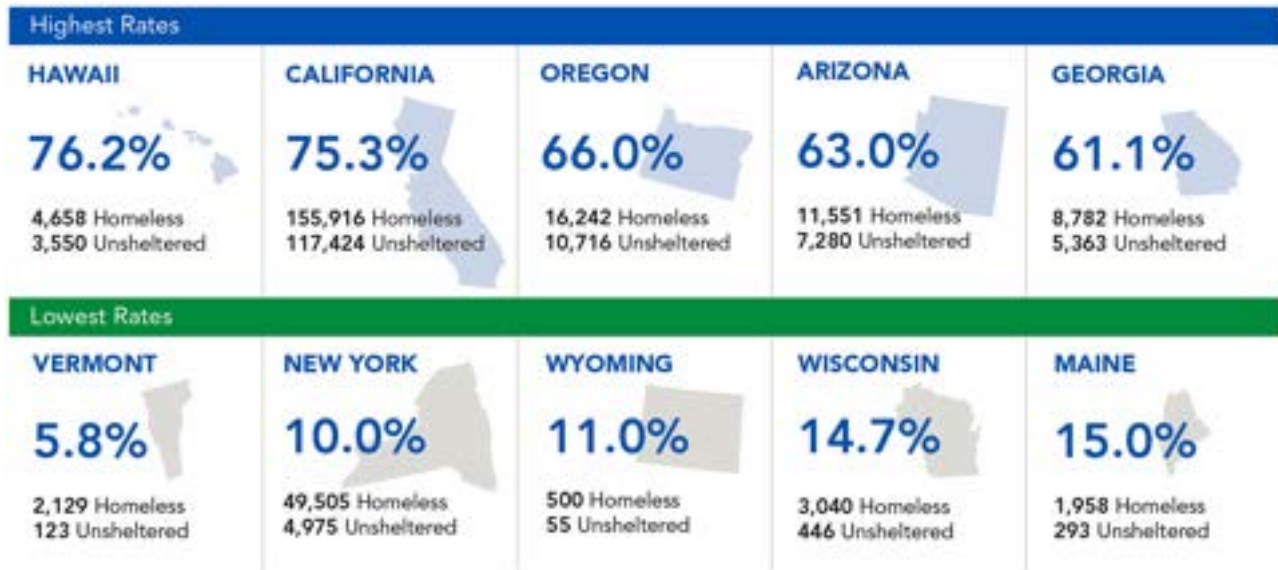 Highest Rates
HAWAII
76.2%
4,658 Homeless
3,550 Unsheltered
CALIFORNIA
75.3%
155,916 Homeless
117,424 Unsheltered
OREGON
66.0%
16,242 Homeless
10,716 Unsheltered
ARIZONA
63.0%
11,551 Homeless
7,280 Unsheltered
GEORGIA
61.1%
8,782 Homeless
5,363 Unsheltered
Lowest Rates
VERMONT
5.8%
2,129 Homeless
123 Unsheltered
NEW YORK
10.0%
49,505 Homeless
4,975 Unsheltered
WYOMING
11.0%
500 Homeless
55 Unsheltered
WISCONSIN
14.7%
3,040 Homeless
446 Unsheltered
MAINE
15.0%
1,958 Homeless
293 Unsheltered